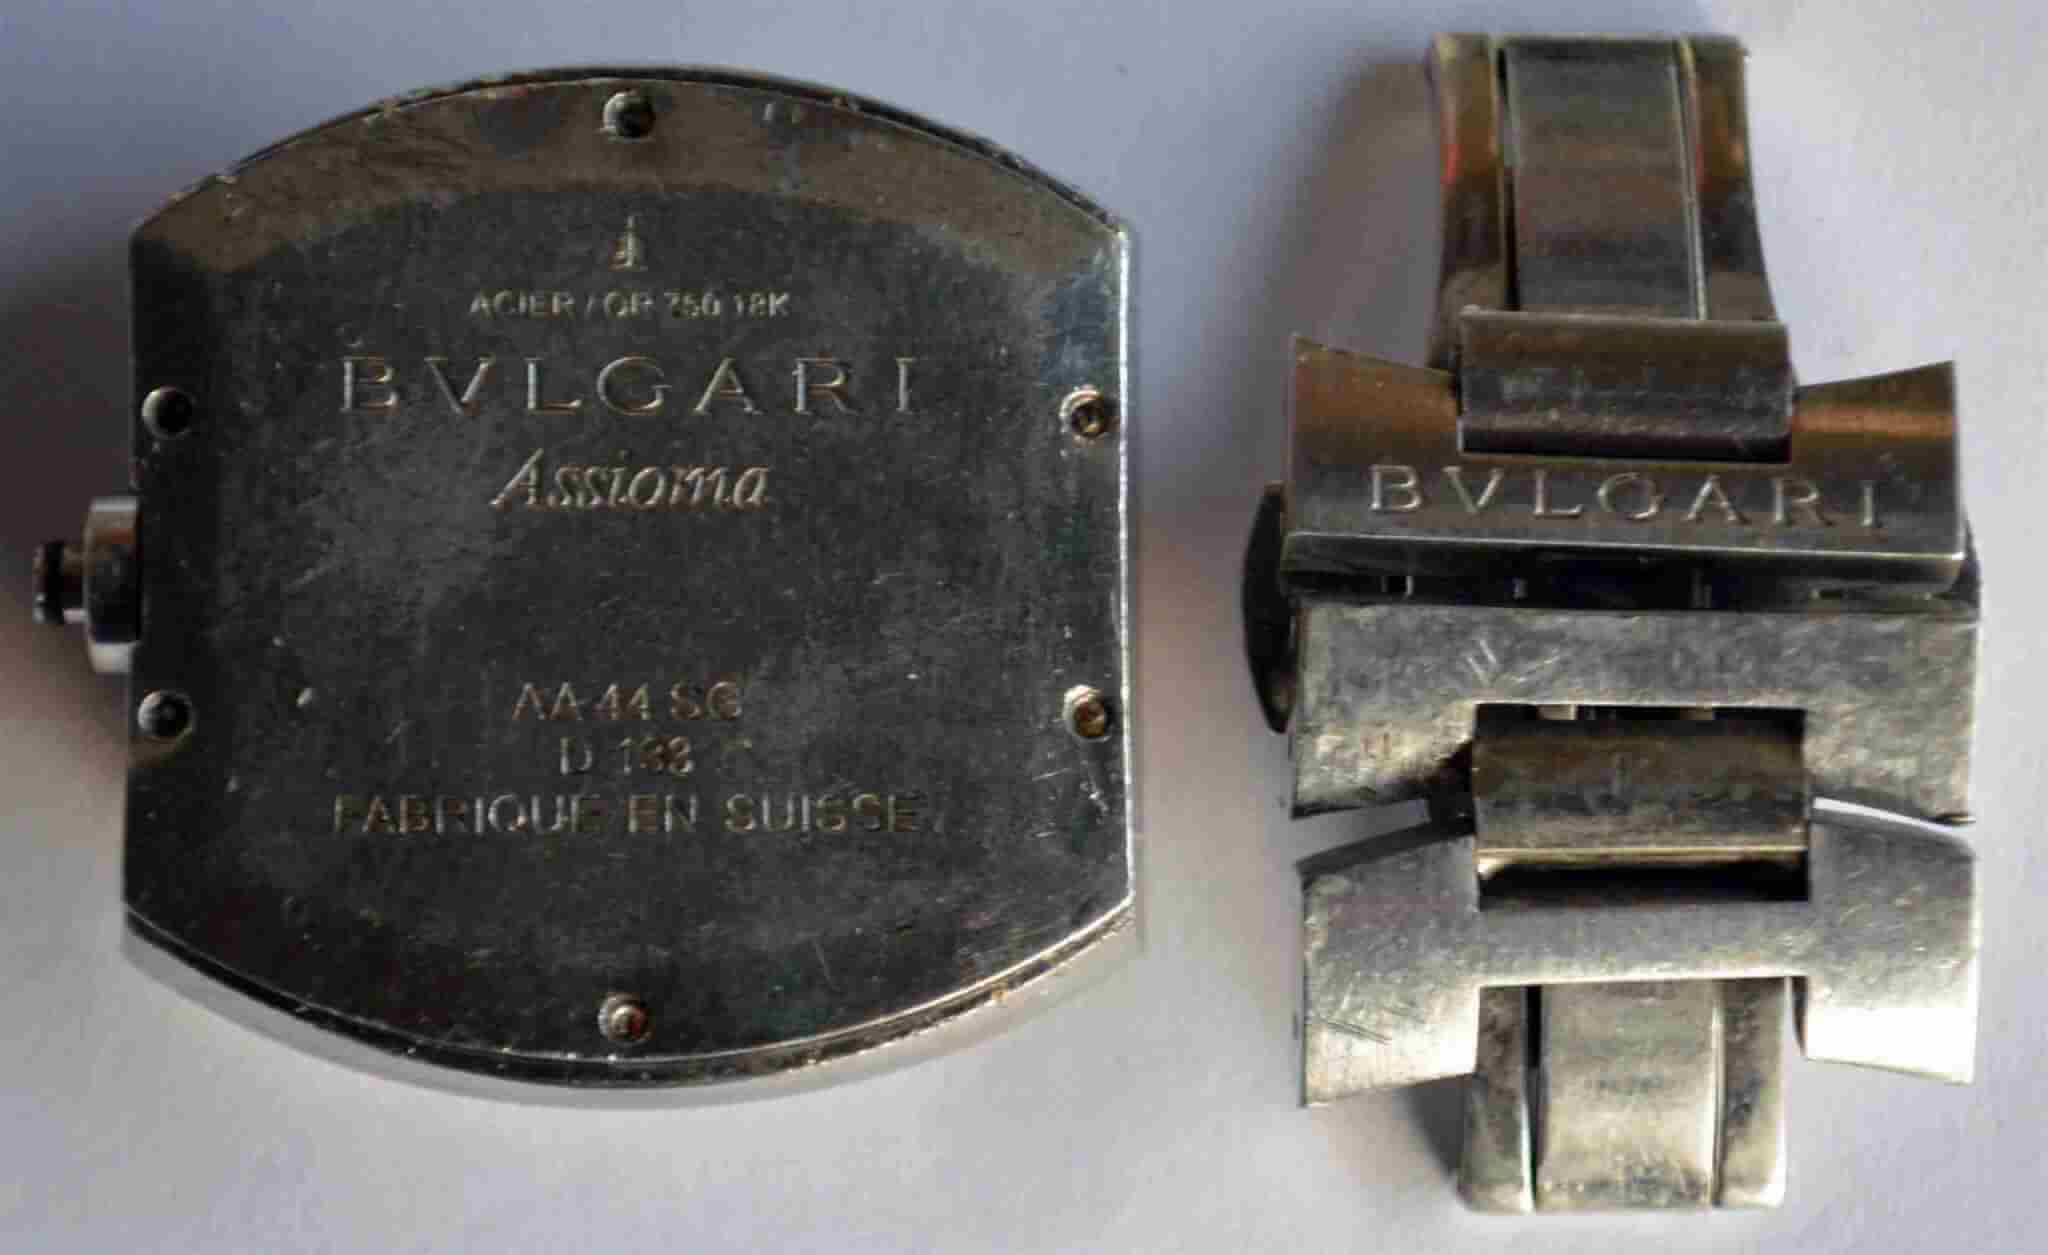 ACIER / OR 750 18K
BVLGARI
Assioma
AA 44 SG
D 138
FABRIQUE EN SUISSE
BVLGARI